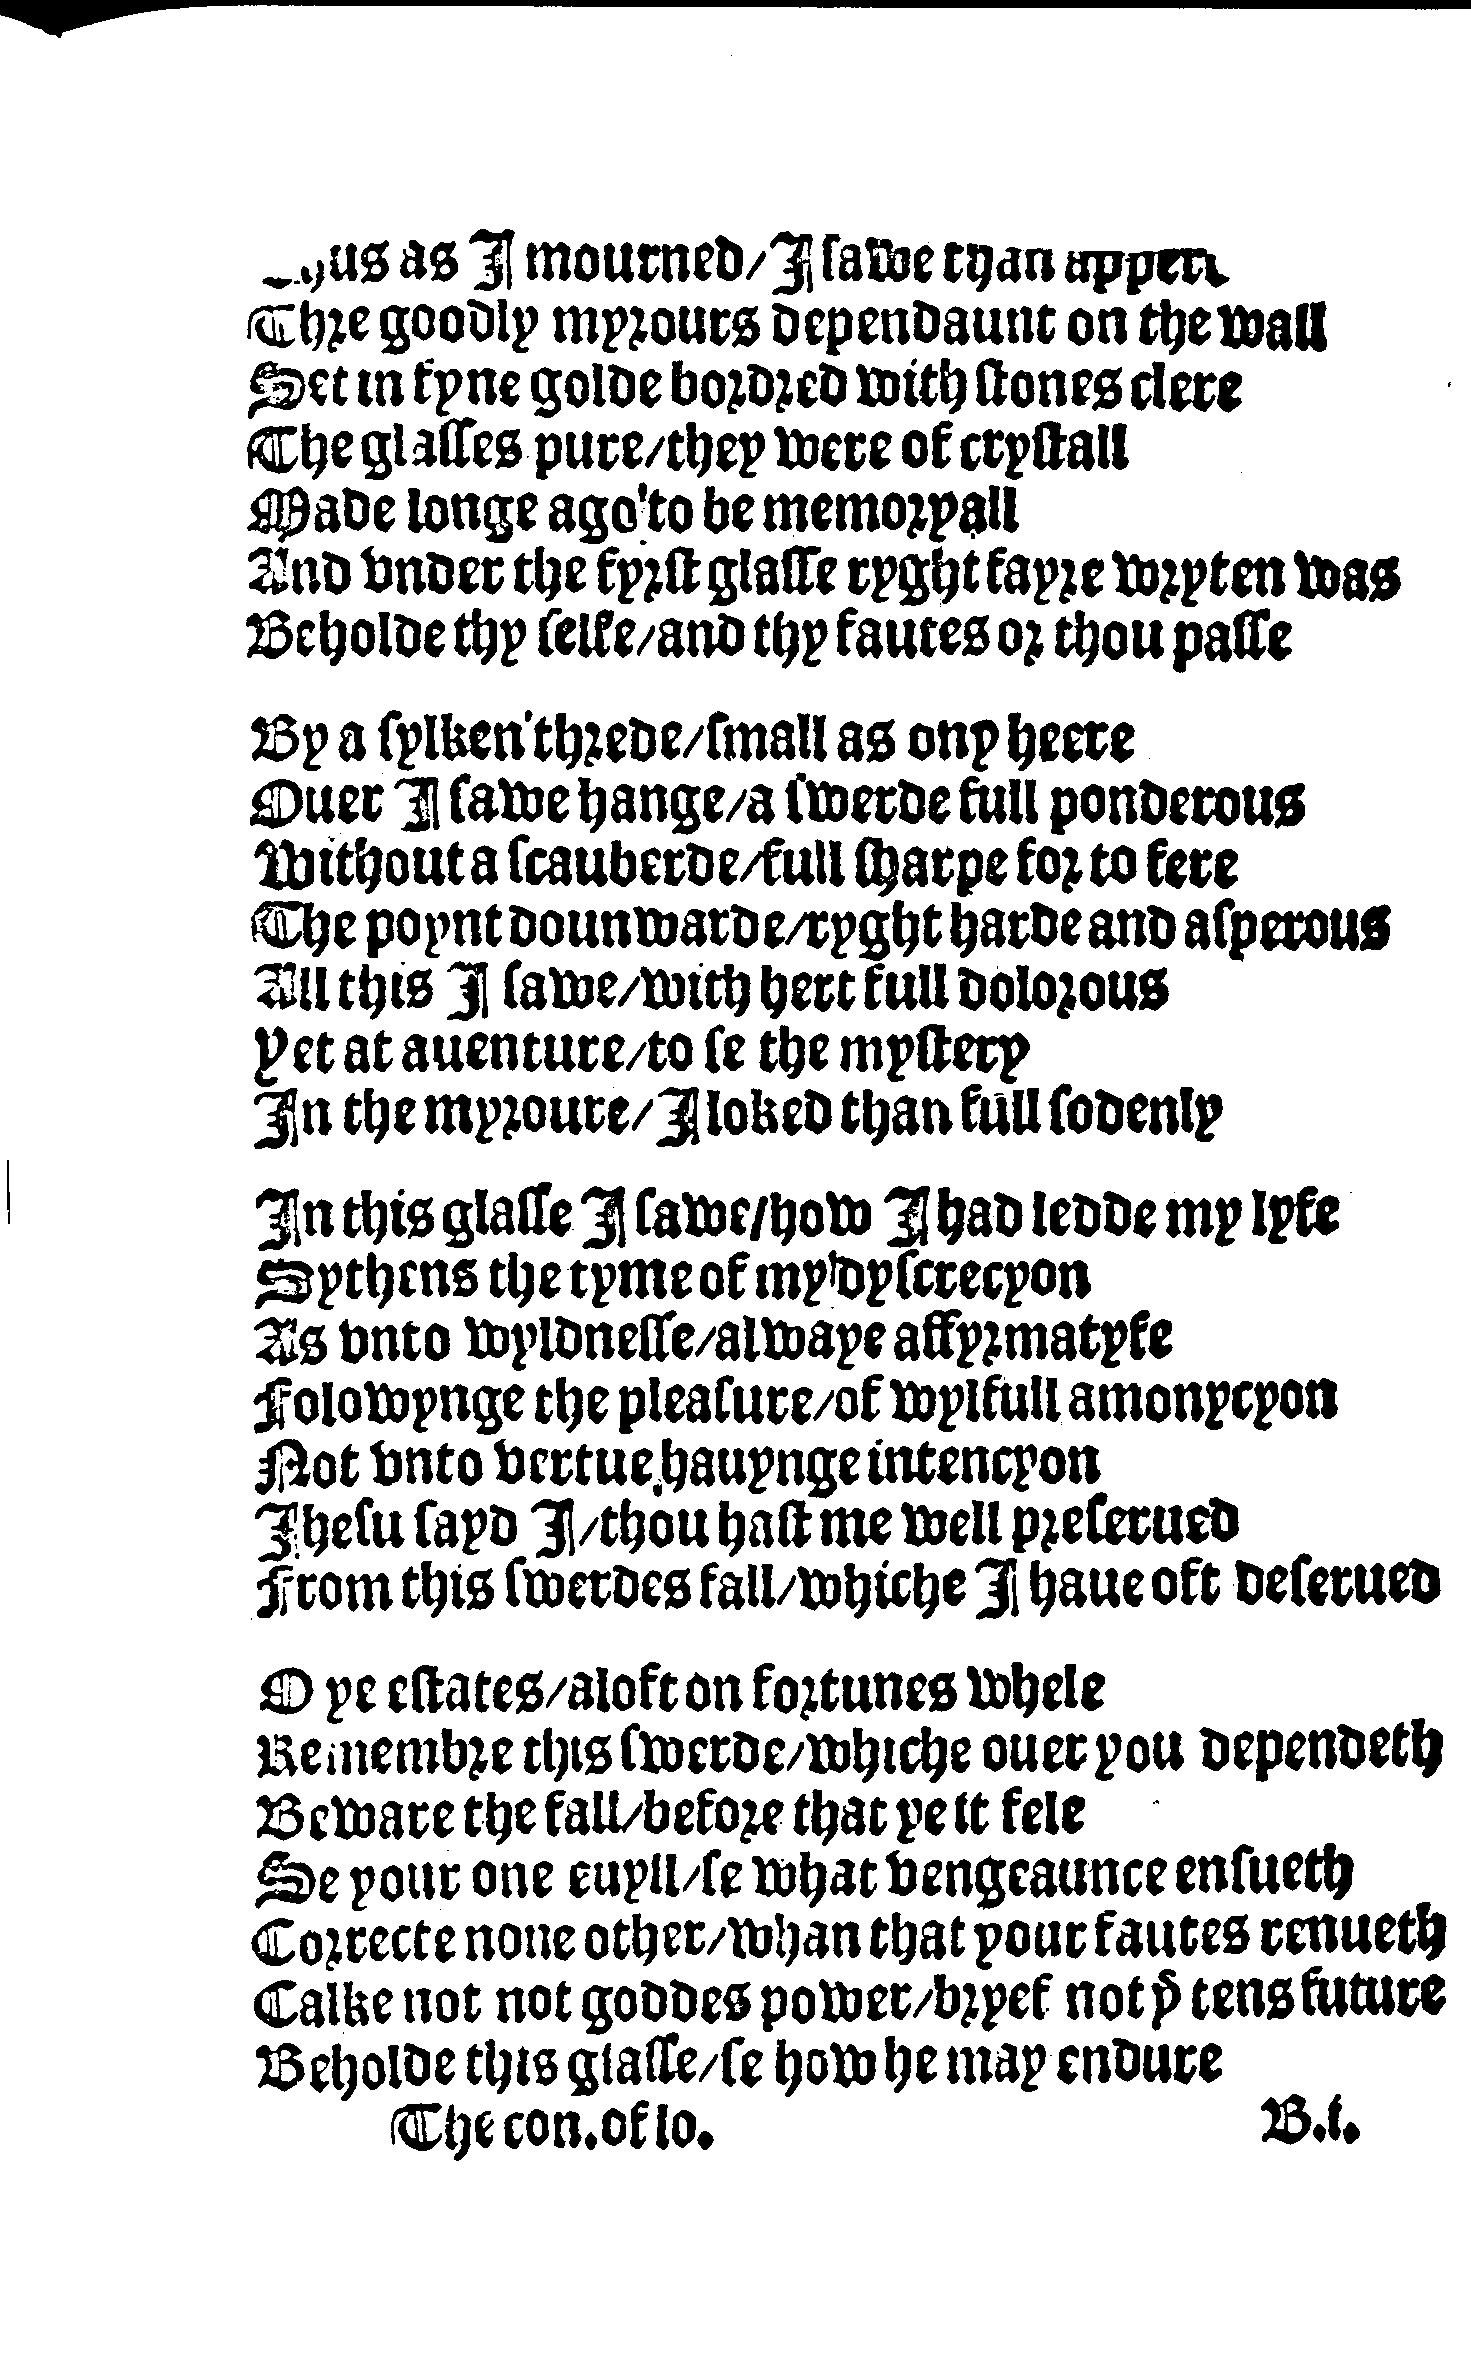 as I mourned/I sawe than
Thre goodly myrours dependaunt on the wall
Set in fyne golde bordred with stones clere
The glasses pure/they were of crystall
Made longe ago to be memoryall
And vnder the fyrst glasse ryght fayre wryten was
Beholde thy selfe/and thy fautes or thou passe
By a sylken threde/small as ony heere
Ouer I sawe hange/a swerde full ponderous
Without a scauberde/full sharpe for to fere
The poynt dounwarde/ryght harde and asperous
All this I sawe/with hert full dolorous
Yet at auenture/to se the mystery
In the myroure/I loked than full sodenly
In this glasse I sawe/how I had ledde my lyfe
Sythens the tyme of my dyscrecyon
As vnto wyldnesse/alwaye affyrmatyfe
Folowynge the pleasure/of wylfull amonycyon
Not vnto vertue hauynge intencyon
Ihesu sayd I/thou hast me well preserued
From this swerdes fall/whiche I haue oft deserued
O ye estates/aloft on fortunes whele
Remembre this swerde/whiche ouer you dependeth
Beware the fall/before that ye it fele
Se your one euyll/se what vengeaunce ensueth
Correcte none other/whan that your fautes renueth
Calke not not goddes power/bryef not yͤ tens future
Beholde this glasse/se how he may endure
The con.of lo. B.i.